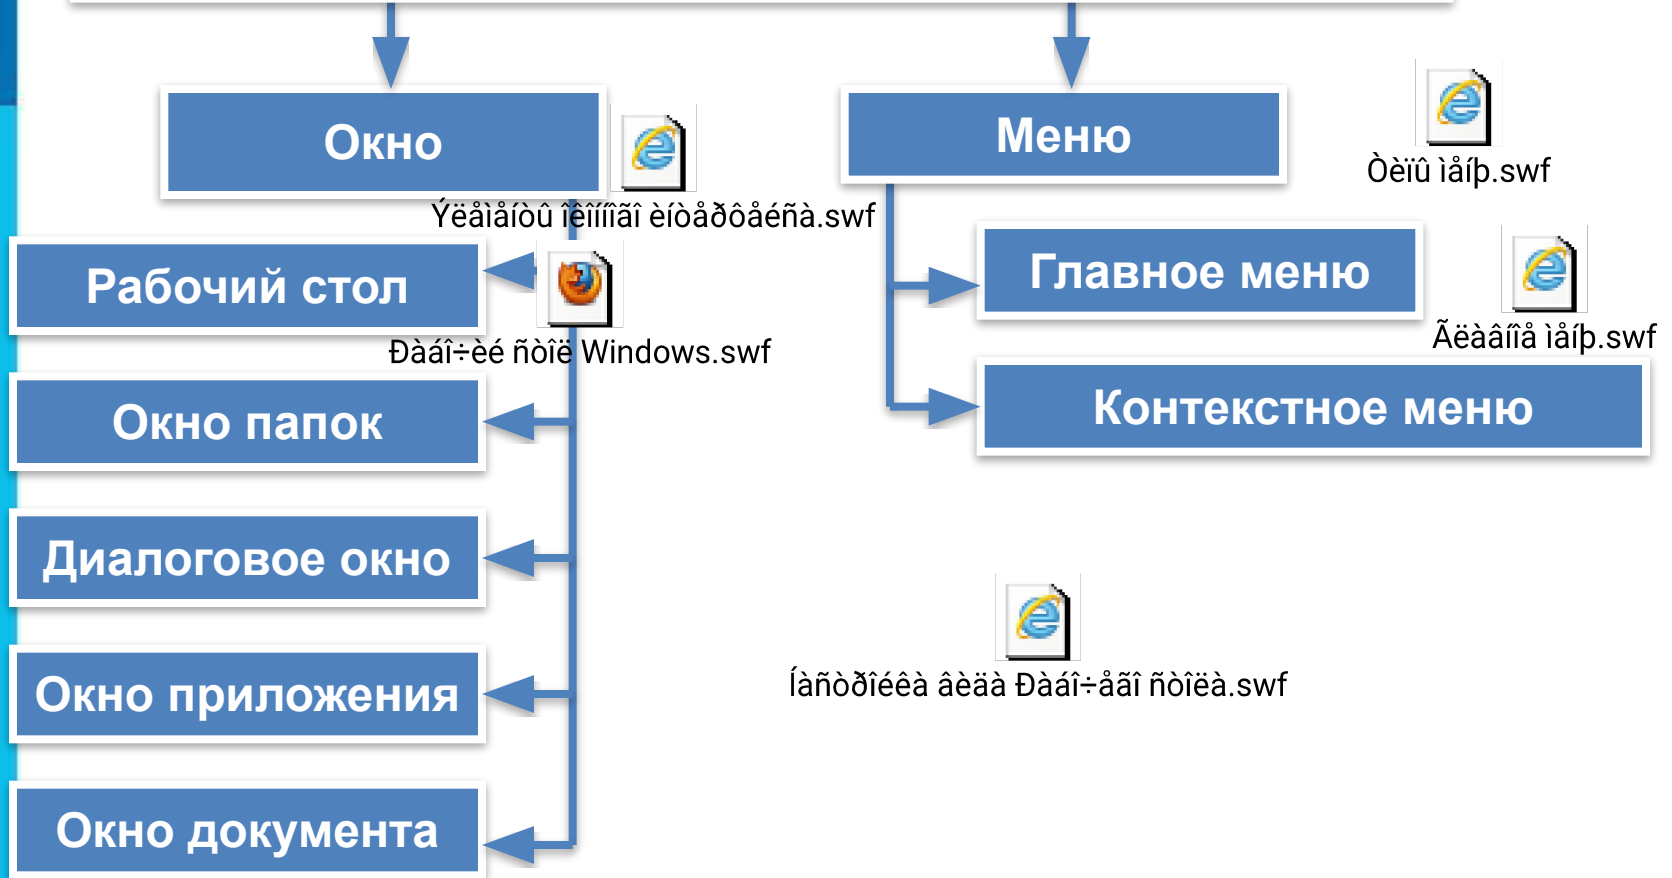 Окно
Меню
Òèïû ìåíþ.swf
Ýëåìåíòû îêîííîãî èíòåðôåéñà.swf
Рабочий стол
Главное меню
Ðàáî÷èé ñòîë Windows.swf
Ãëàâíîå ìåíþ.swf
Окно папок
Контекстное меню
Диалоговое окно
Окно приложения
Íàñòðîéêà âèäà Ðàáî÷åãî ñòîëà.swf
Окно документа